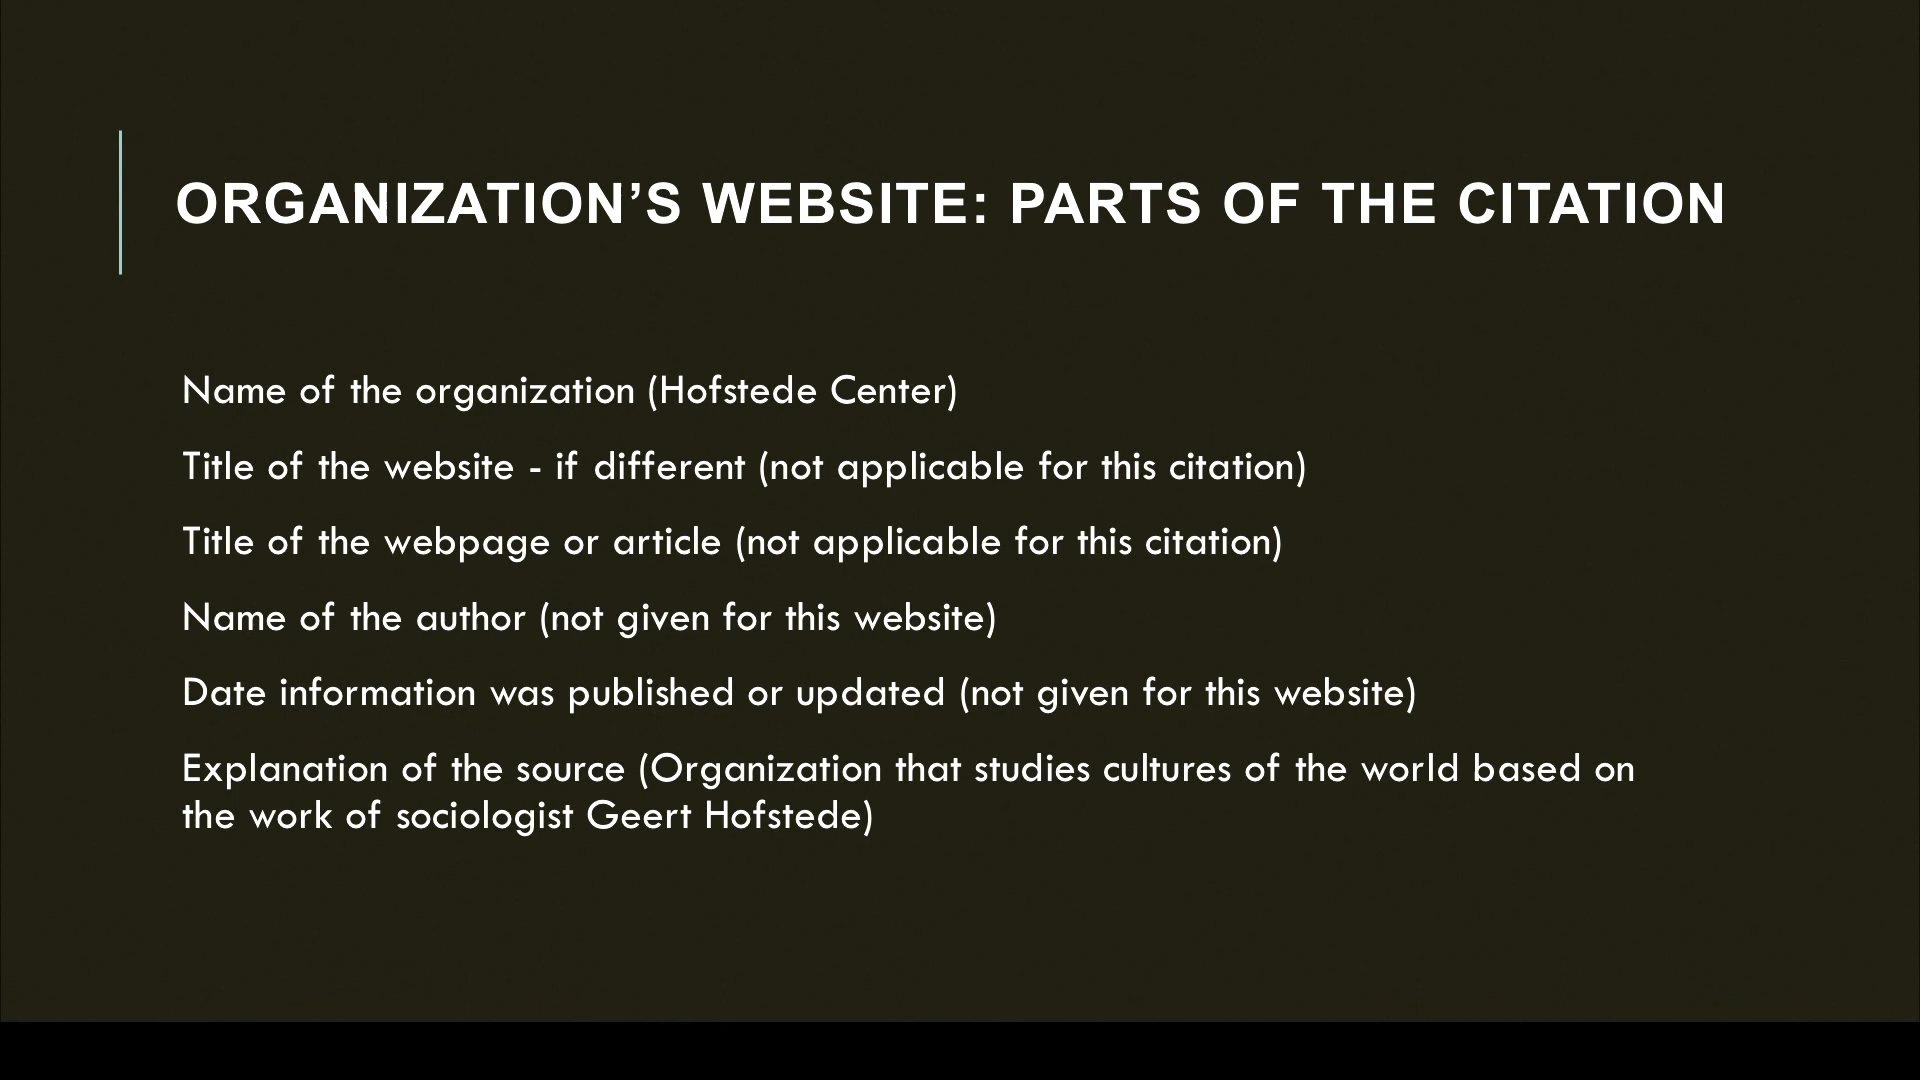 ORGANIZATION’S WEBSITE: PARTS OF THE CITATION
Name of the organization (Hofstede Center)
Title of the website - if different (not applicable for this citation)
Title of the webpage or article (not applicable for this citation)
Name of the author (not given for this website)
Date information was published or updated (not given for this website)
Explanation of the source (Organization that studies cultures of the world based on
the work of sociologist Geert Hofstede)